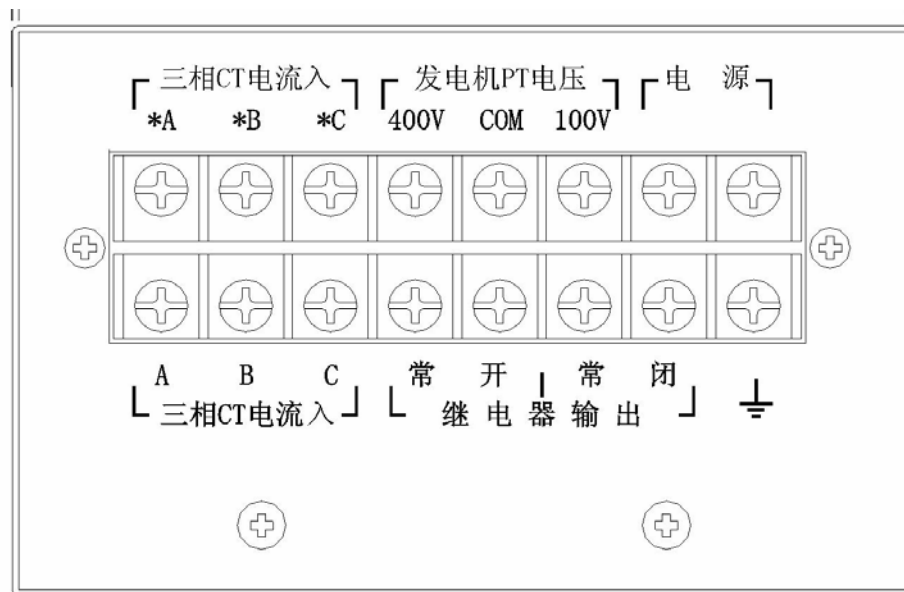 三相CT电流入 发电机PT电压 电 源
*A *B *C 400V COM 100V
A B C 常 开 常 闭
三相CT电流入 继 电 器 输 出